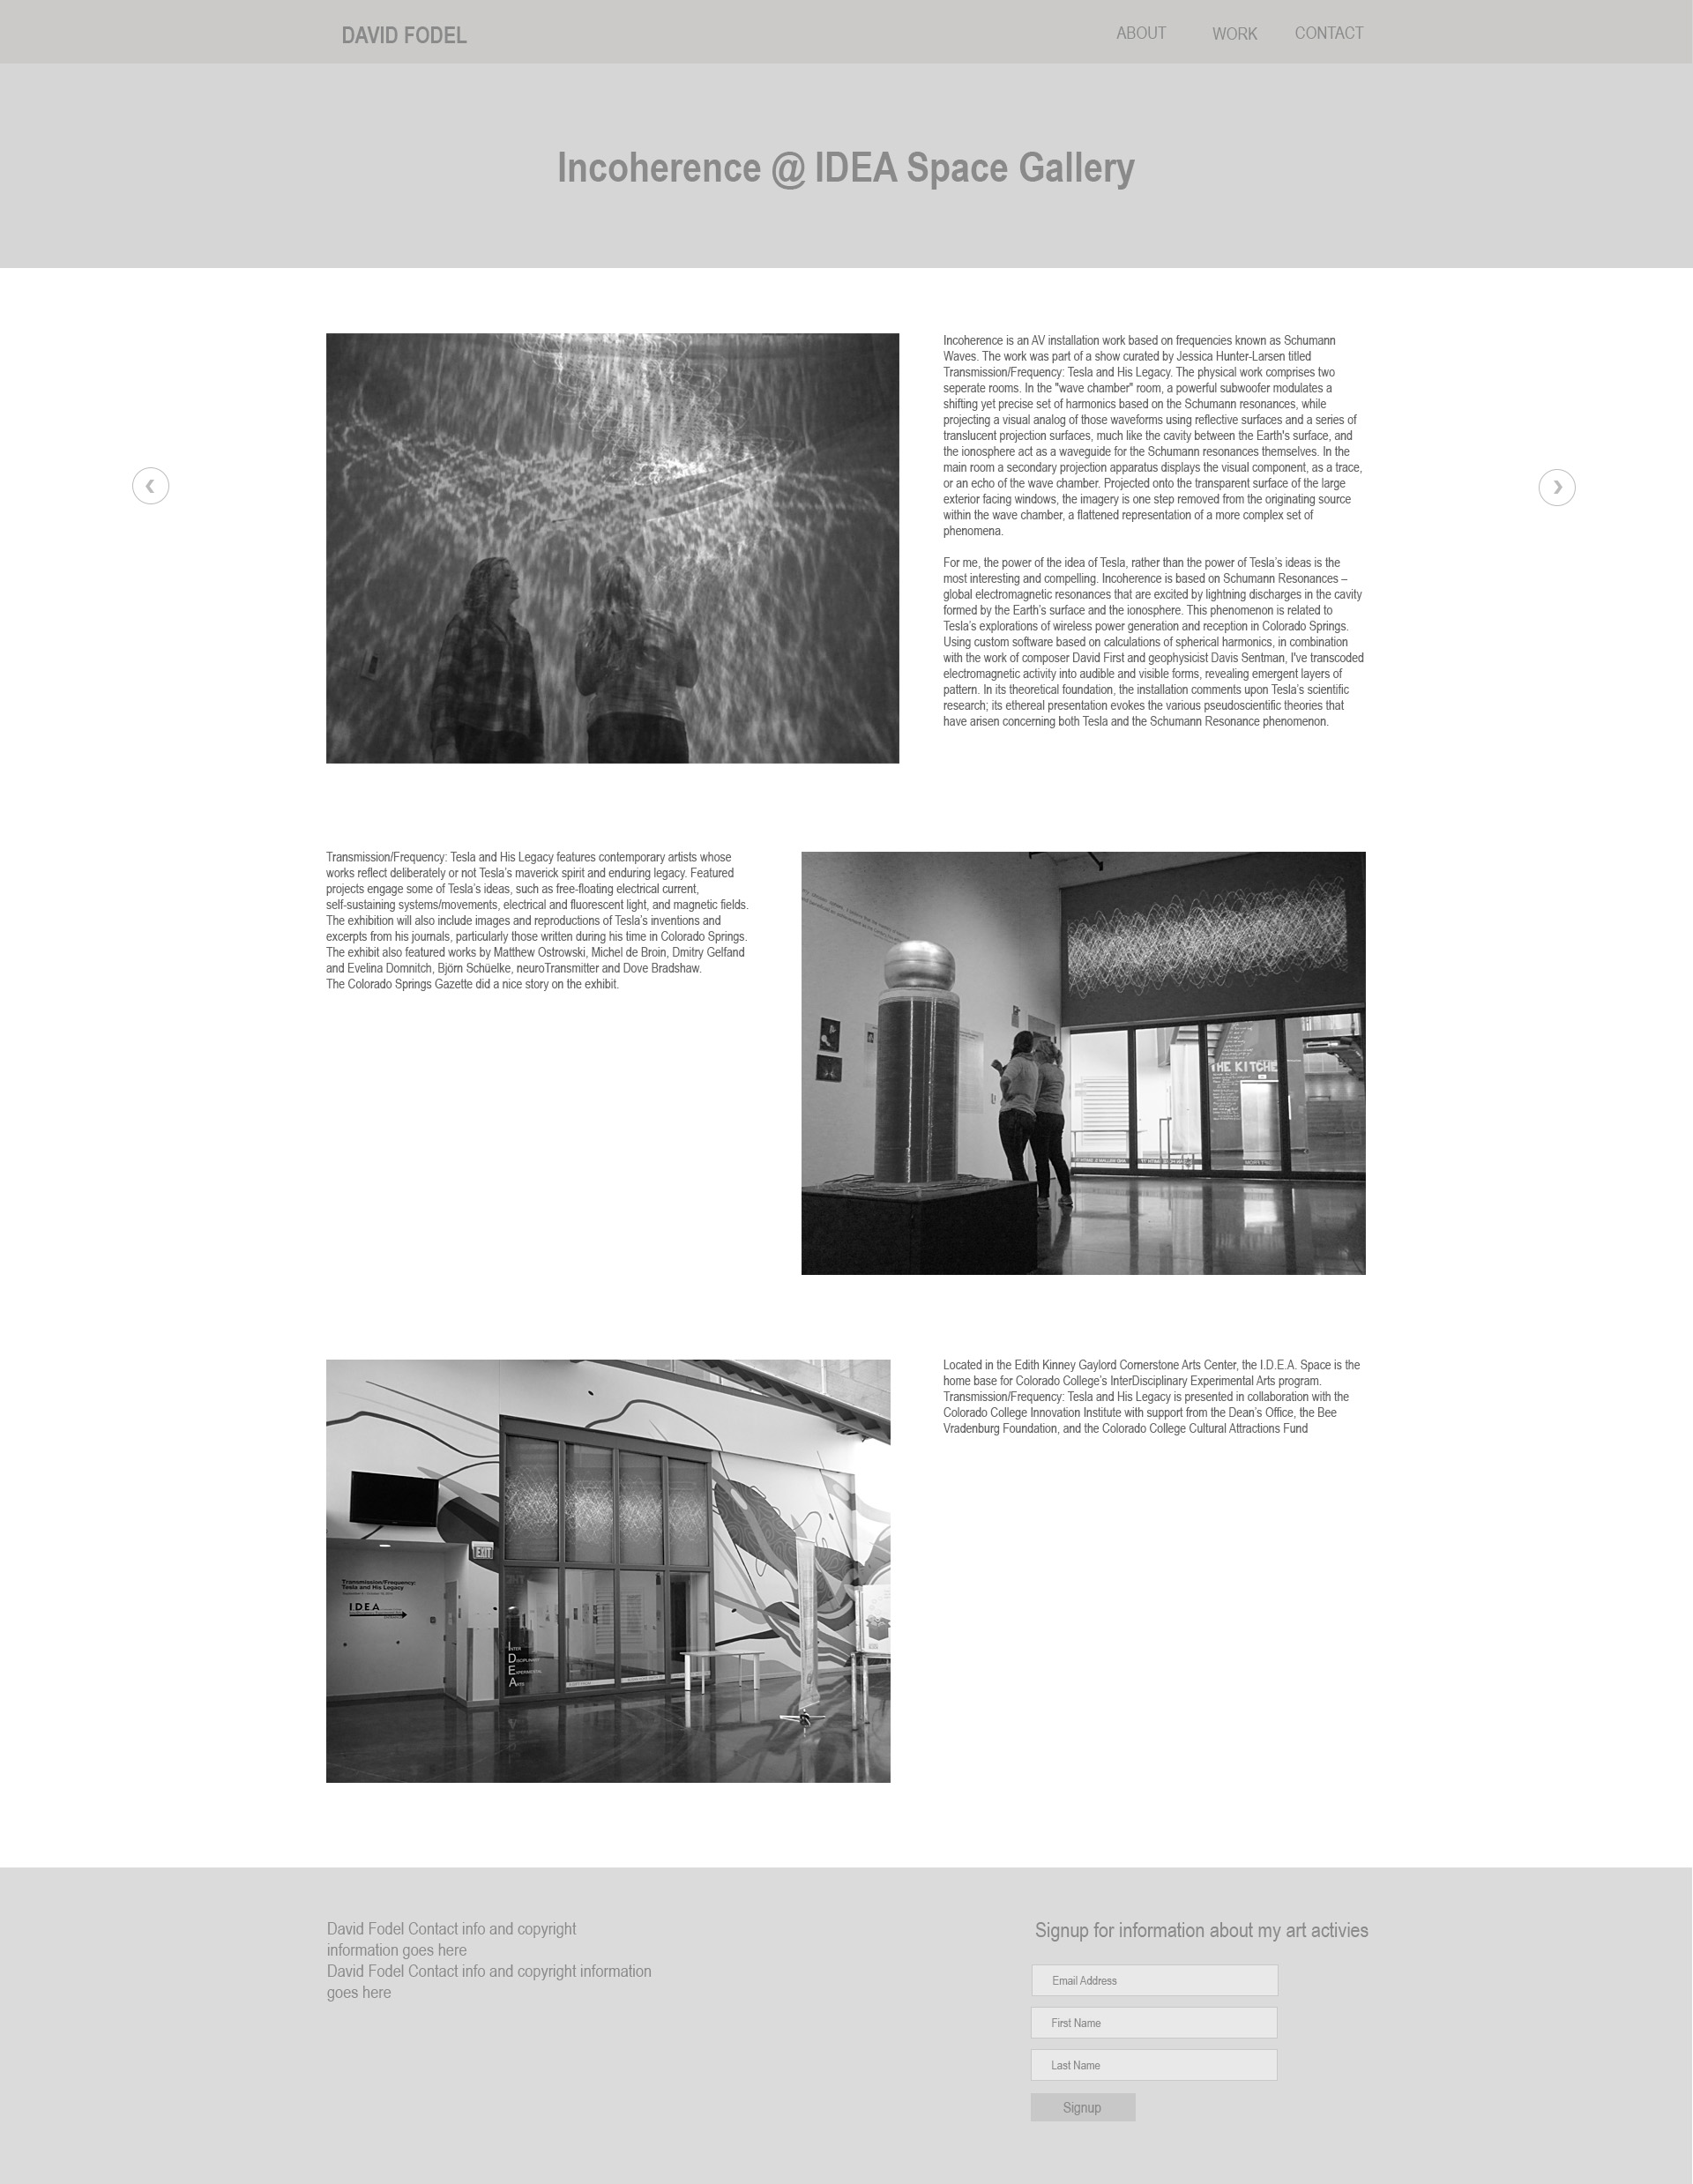 DAVID FODEL
ABOUT WORK CONTACT
Incoherence @ IDEA Space Gallery
Incoherence is an AV installation work based on frequencies known as Schumann
Waves. The work was part of a show curated by Jessica Hunter-Larsen titled
Transmission/Frequency: Tesla and His Legacy. The physical work comprises two
seperate rooms. In the "wave chamber" room, a powerful subwoofer modulates a
shifting yet precise set of harmonics based on the Schumann resonances, while
projecting a visual analog of those waveforms using reflective surfaces and a series of
translucent projection surfaces, much like the cavity between the Earth's surface, and
the ionosphere act as a waveguide for the Schumann resonances themselves. In the
main room a secondary projection apparatus displays the visual component, as a trace,
or an echo of the wave chamber. Projected onto the transparent surface of the large
exterior facing windows, the imagery is one step removed from the originating source
within the wave chamber, a flattened representation of a more complex set of
phenomena.
For me, the power of the idea of Tesla, rather than the power of Tesla's ideas is the
most interesting and compelling. Incoherence is based on Schumann Resonances –
global electromagnetic resonances that are excited by lightning discharges in the cavity
formed by the Earth's surface and the ionosphere. This phenomenon is related to
Tesla's explorations of wireless power generation and reception in Colorado Springs.
Using custom software based on calculations of spherical harmonics, in combination
with the work of composer David First and geophysicist Davis Sentman, I've transcoded
electromagnetic activity into audible and visible forms, revealing emergent layers of
pattern. In its theoretical foundation, the installation comments upon Tesla's scientific
research; its ethereal presentation evokes the various pseudoscientific theories that
have arisen concerning both Tesla and the Schumann Resonance phenomenon.
Transmission/Frequency: Tesla and His Legacy features contemporary artists whose
works reflect deliberately or not Tesla's maverick spirit and enduring legacy. Featured
projects engage some of Tesla's ideas, such as free-floating electrical current,
self-sustaining systems/movements, electrical and fluorescent light, and magnetic fields.
The exhibition will also include images and reproductions of Tesla's inventions and
excerpts from his journals, particularly those written during his time in Colorado Springs.
The exhibit also featured works by Matthew Ostrowski, Michel de Broin, Dmitry Gelfand
and Evelina Domnitch, Björn Schüelke, neuroTransmitter and Dove Bradshaw.
The Colorado Springs Gazette did a nice story on the exhibit.
THE KITCHE
Located in the Edith Kinney Gaylord Cornerstone Arts Center, the I.D.E.A. Space is the
home base for Colorado College's InterDisciplinary Experimental Arts program.
Transmission/Frequency: Tesla and His Legacy is presented in collaboration with the
Colorado College Innovation Institute with support from the Dean's Office, the Bee
Vradenburg Foundation, and the Colorado College Cultural Attractions Fund
EXIT
Transmission/Frequency:
Tesla and His Legacy
I.D.E.A
INTER
DISCIPLINARY
EXPERIMENTAL
ARTS
David Fodel Contact info and copyright
information goes here
David Fodel Contact info and copyright information
goes here
Signup for information about my art activies
Email Address
First Name
Last Name
Signup